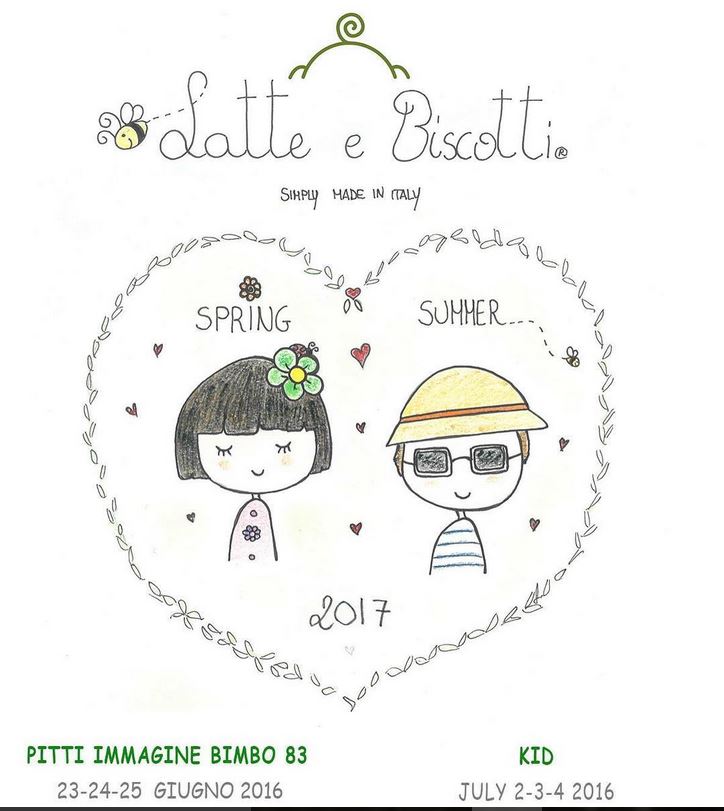 Latte e Biscotti®
SIMPLY MADE IN ITALY
SPRING
SUMMER
2017
PITTI IMMAGINE BIMBO 83
23-24-25 GIUGNO 2016
KID
JULY 2-3-4 2016